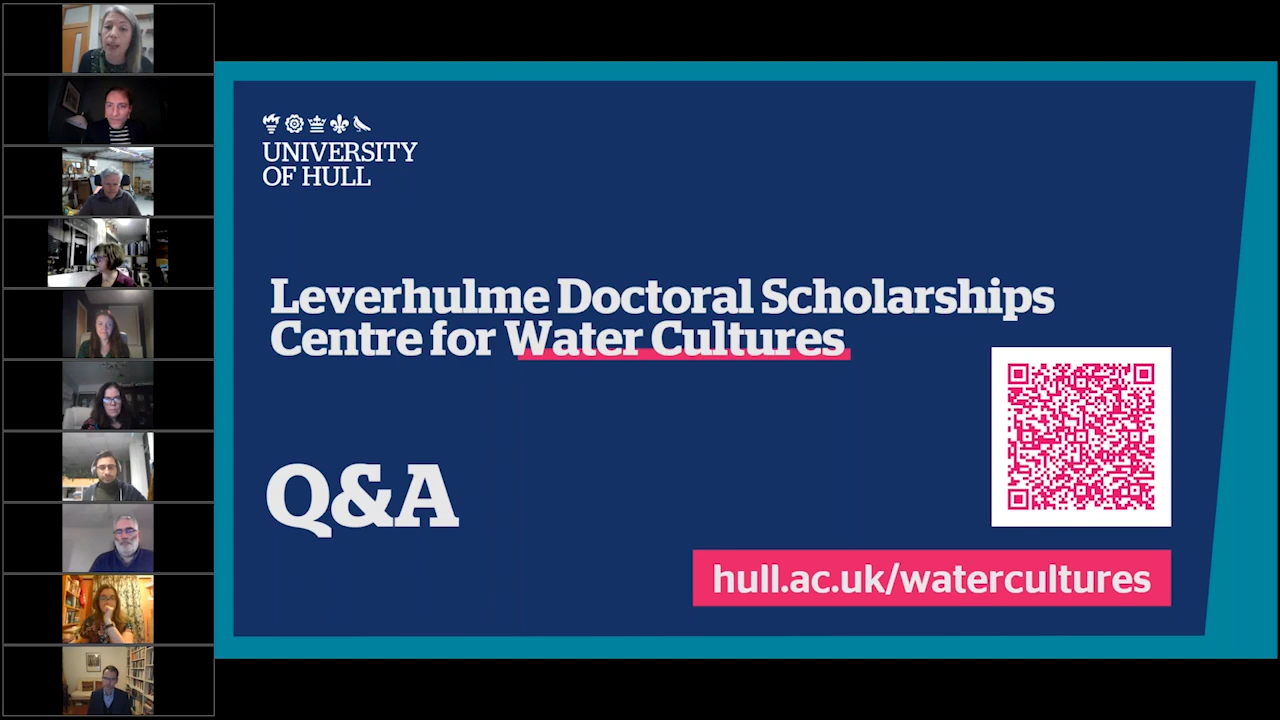 UNIVERSITY
OF HULL
Leverhulme Doctoral Scholarships
Centre for Water Cultures
Q&A
hull.ac.uk/watercultures